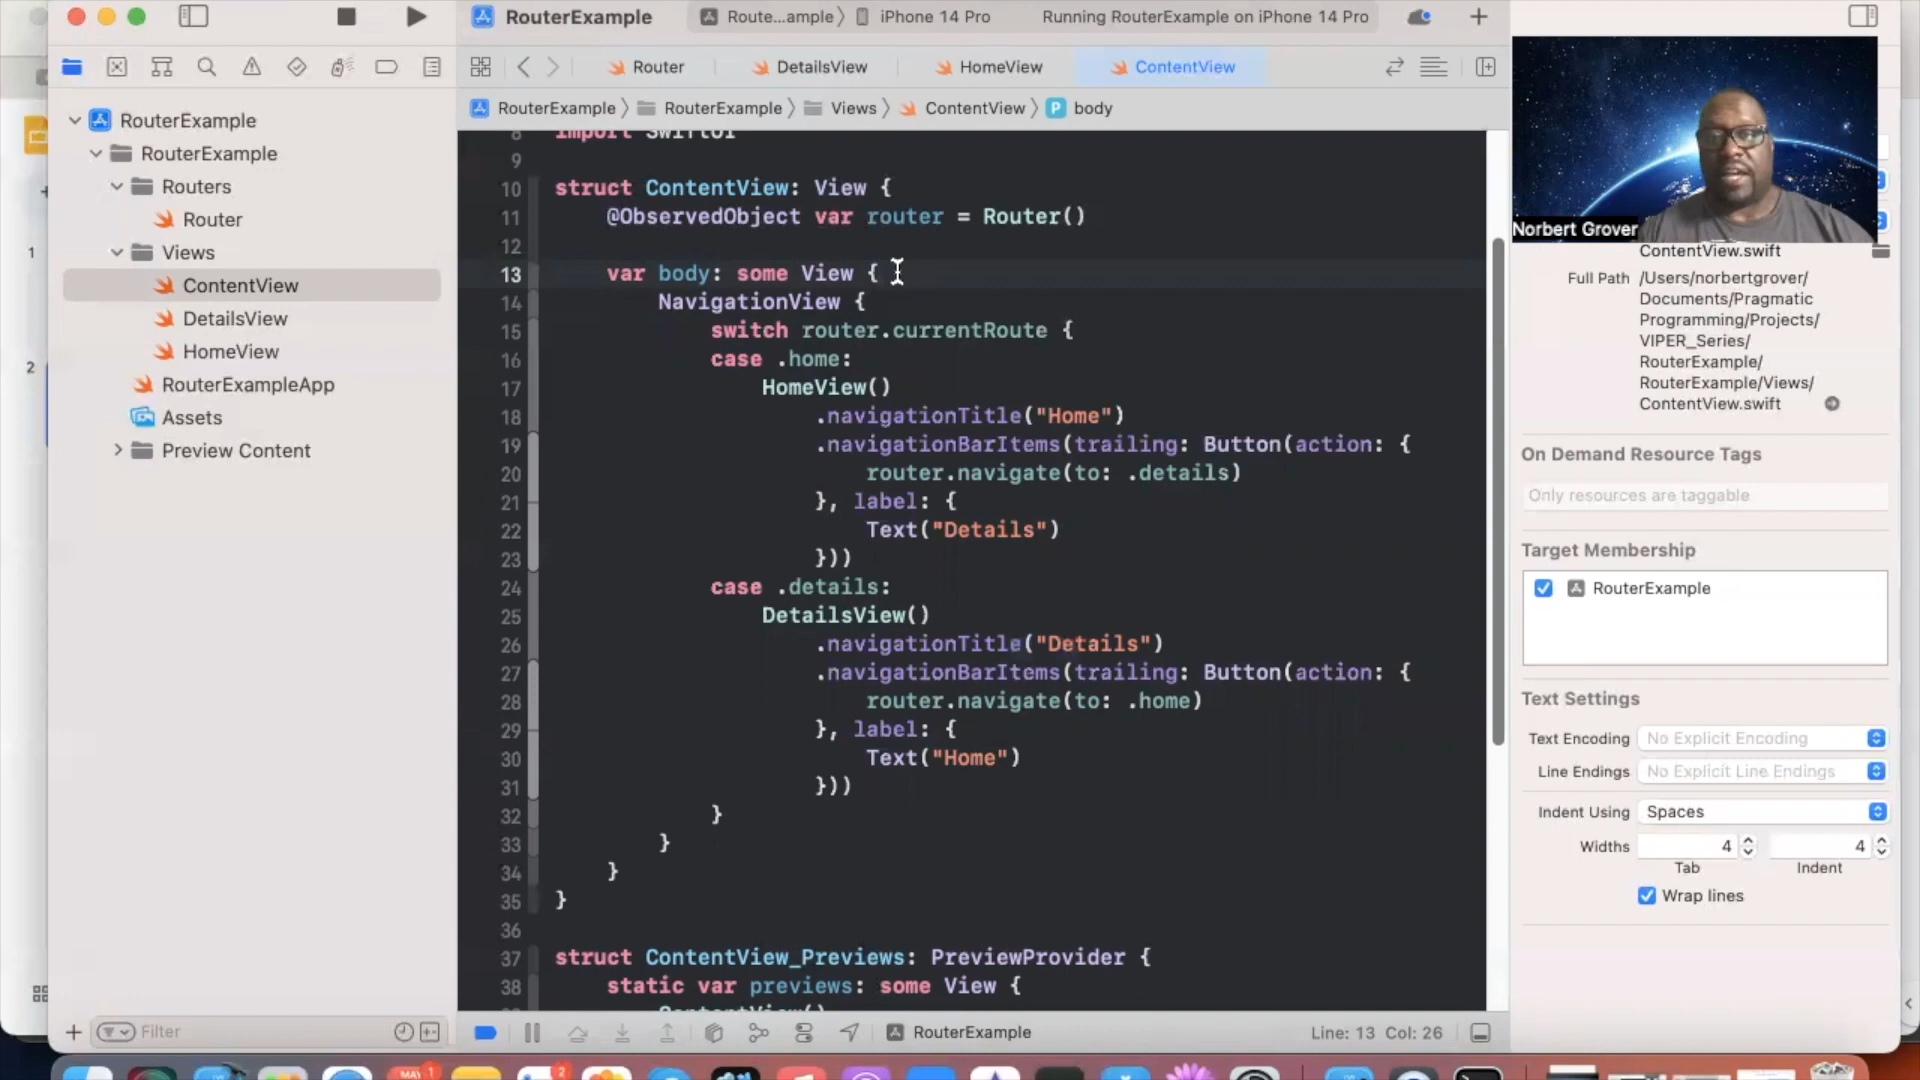 RouterExample
Route...ample 〉 iPhone 14 Pro
Running RouterExample on iPhone 14 Pro
Router
DetailsView
HomeView
ContentView
RouterExample 〉 RouterExample 〉 Views 〉 ContentView 〉 P body
RouterExample
RouterExample
Routers
Router
Views
ContentView
DetailsView
HomeView
RouterExampleApp
Assets
Preview Content
1
2
Filter
8 import SwiftUI
9
10 struct ContentView: View {
11 @ObservedObject var router = Router()
12
13 var body: some View {
14 NavigationView {
15 switch router.currentRoute {
16 case .home:
17 HomeView()
18 .navigationTitle("Home")
19 .navigationBarItems(trailing: Button(action: {
20 router.navigate(to: .details)
21 }, label: {
22 Text("Details")
23 }))
24 case .details:
25 DetailsView()
26 .navigationTitle("Details")
27 .navigationBarItems(trailing: Button(action: {
28 router.navigate(to: .home)
29 }, label: {
30 Text("Home")
31 }))
32 }
33 }
34 }
35 }
36
37 struct ContentView_Previews: PreviewProvider {
38 static var previews: some View {
ContentView()
RouterExample
Line: 13 Col: 26
Norbert Grover
ContentView.swift
Full Path /Users/norbertgrover/
Documents/Pragmatic
Programming/Projects/
VIPER_Series/
RouterExample/
RouterExample/Views/
ContentView.swift
On Demand Resource Tags
Only resources are taggable
Target Membership
RouterExample
Text Settings
Text Encoding No Explicit Encoding
Line Endings No Explicit Line Endings
Indent Using Spaces
Widths 4 4
Tab Indent
Wrap lines
MAY 1
2